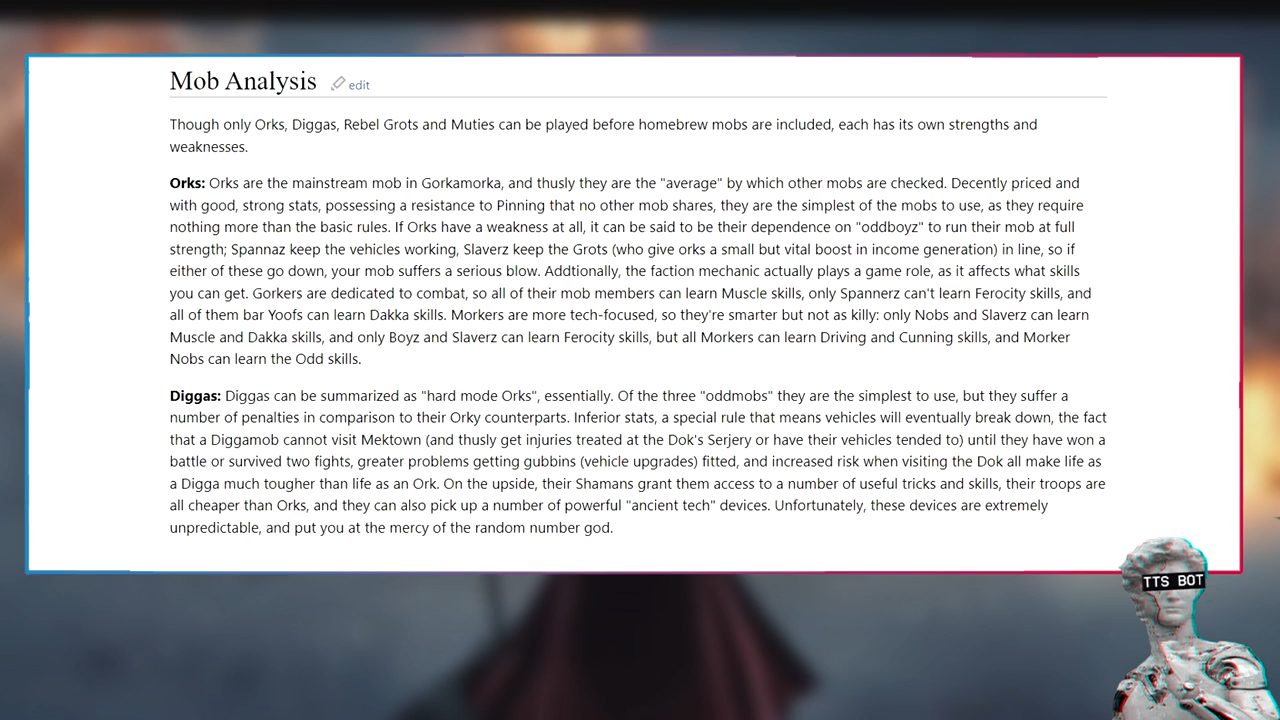 Mob Analysis edit
Though only Orks, Diggas, Rebel Grots and Muties can be played before homebrew mobs are included, each has its own strengths and
weaknesses.
Orks: Orks are the mainstream mob in Gorkamorka, and thusly they are the "average" by which other mobs are checked. Decently priced and
with good, strong stats, possessing a resistance to Pinning that no other mob shares, they are the simplest of the mobs to use, as they require
nothing more than the basic rules. If Orks have a weakness at all, it can be said to be their dependence on "oddboyz" to run their mob at full
strength; Spannaz keep the vehicles working, Slaverz keep the Grots (who give orks a small but vital boost in income generation) in line, so if
either of these go down, your mob suffers a serious blow. Addtionally, the faction mechanic actually plays a game role, as it affects what skills
you can get. Gorkers are dedicated to combat, so all of their mob members can learn Muscle skills, only Spannerz can't learn Ferocity skills, and
all of them bar Yoofs can learn Dakka skills. Morkers are more tech-focused, so they're smarter but not as killy: only Nobs and Slaverz can learn
Muscle and Dakka skills, and only Boyz and Slaverz can learn Ferocity skills, but all Morkers can learn Driving and Cunning skills, and Morker
Nobs can learn the Odd skills.
Diggas: Diggas can be summarized as "hard mode Orks", essentially. Of the three "oddmobs" they are the simplest to use, but they suffer a
number of penalties in comparison to their Orky counterparts. Inferior stats, a special rule that means vehicles will eventually break down, the fact
that a Diggamob cannot visit Mektown (and thusly get injuries treated at the Dok's Serjery or have their vehicles tended to) until they have won a
battle or survived two fights, greater problems getting gubbins (vehicle upgrades) fitted, and increased risk when visiting the Dok all make life as
a Digga much tougher than life as an Ork. On the upside, their Shamans grant them access to a number of useful tricks and skills, their troops are
all cheaper than Orks, and they can also pick up a number of powerful "ancient tech" devices. Unfortunately, these devices are extremely
unpredictable, and put you at the mercy of the random number god.
TTS BOT